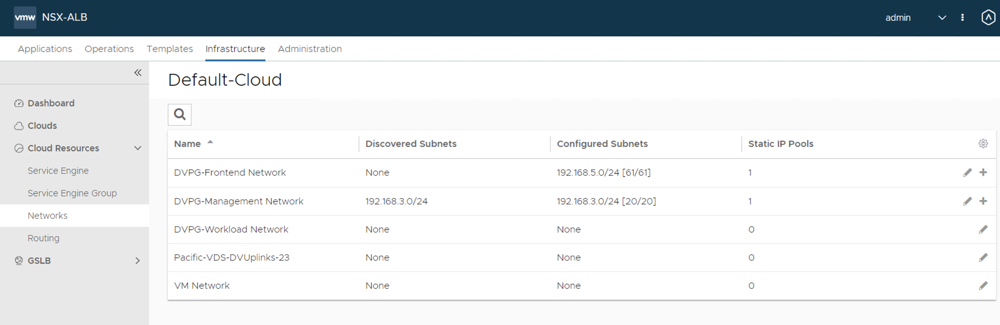 vmw NSX-ALB admin
Applications Operations Templates Infrastructure Administration
Default-Cloud
Dashboard
Clouds
Cloud Resources
Service Engine
Service Engine Group
Networks
Routing
GSLB
Name Discovered Subnets Configured Subnets Static IP Pools
DVPG-Frontend Network None 192.168.5.0/24 [61/61] 1
DVPG-Management Network 192.168.3.0/24 192.168.3.0/24 [20/20] 1
DVPG-Workload Network None None 0
Pacific-VDS-DVUplinks-23 None None 0
VM Network None None 0